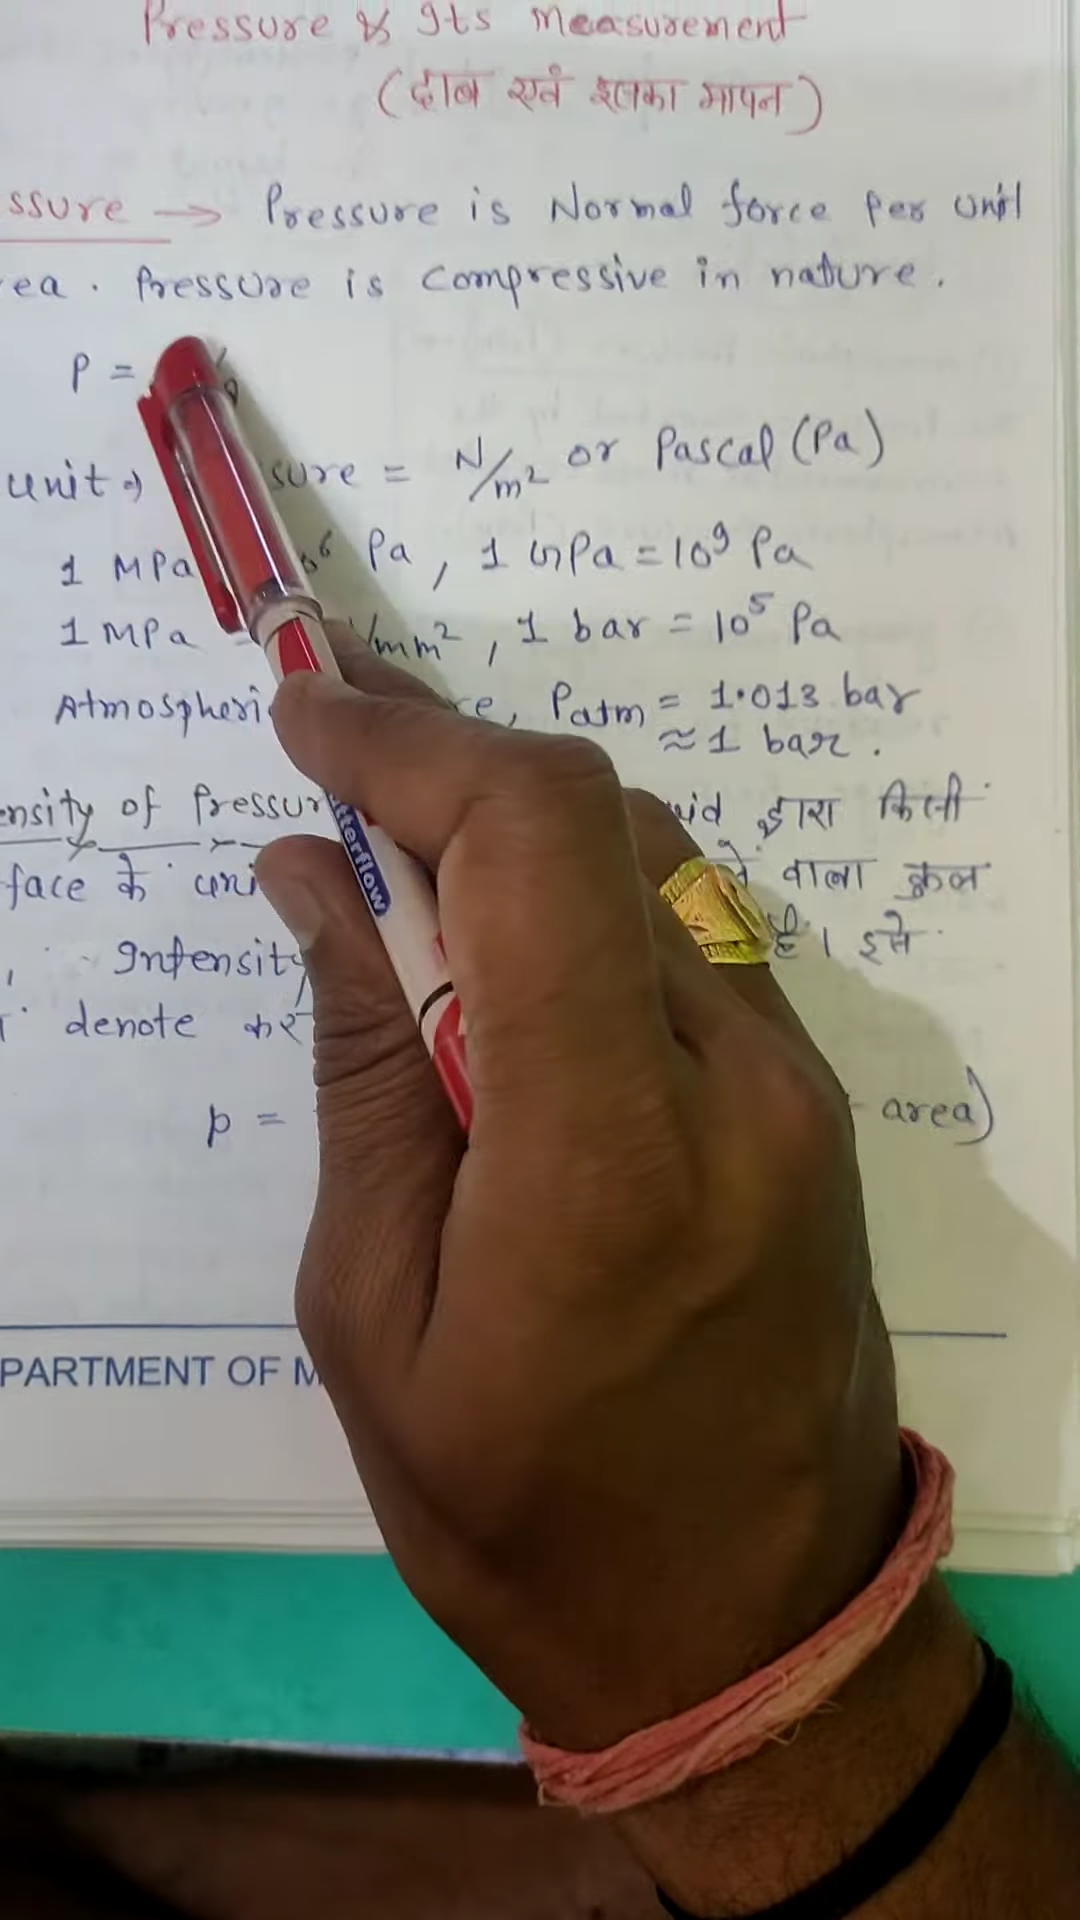 Pressure & Its Measurement
(दाब एवं इसका मापन)
ssure → Pressure is Normal force per unit
ea. Pressure is compressive in nature.
P =
unit ⇒ sure = N/m² or Pascal (Pa)
1 MPa 0⁶ Pa, 1 GPa = 10⁹ Pa
1 MPa = /mm², 1 bar = 10⁵ Pa
Atmospheri re, Patm = 1.013 bar
≈ 1 bar.
ensity of Pressur uid द्वारा किसी
face के uni ने वाला कुल
Intensity है। इसे
denote कर
p = area)
PARTMENT OF M
tterflow